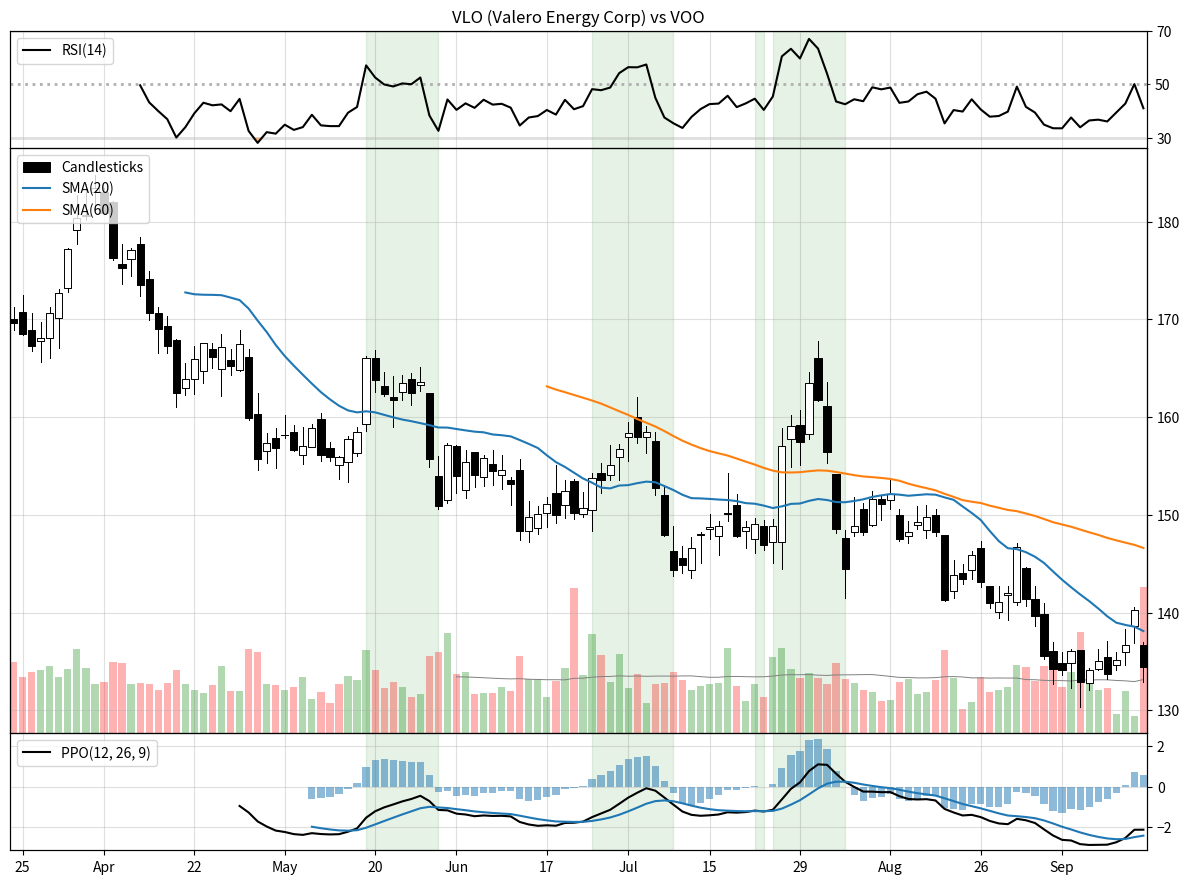 VLO (Valero Energy Corp) vs VOO
RSI(14)
70
50
30
Candlesticks
SMA(20)
SMA(60)
180
170
160
150
140
130
PPO(12, 26, 9)
2
0
−2
25 Apr 22 May 20 Jun 17 Jul 15 29 Aug 26 Sep